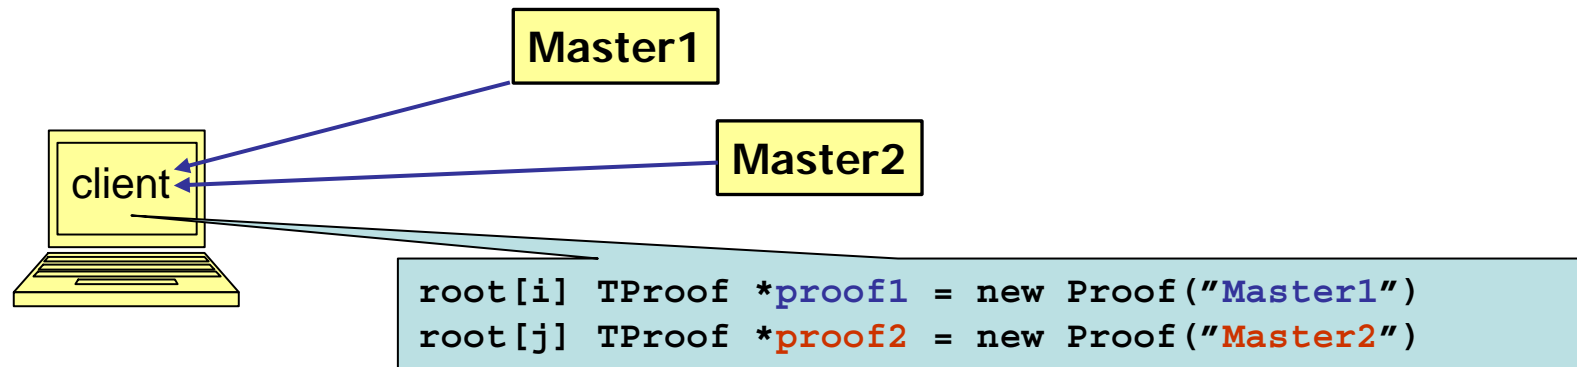 Master1
Master2
client
root[i] TProof *proof1 = new Proof(”Master1”)
root[j] TProof *proof2 = new Proof(”Master2”)